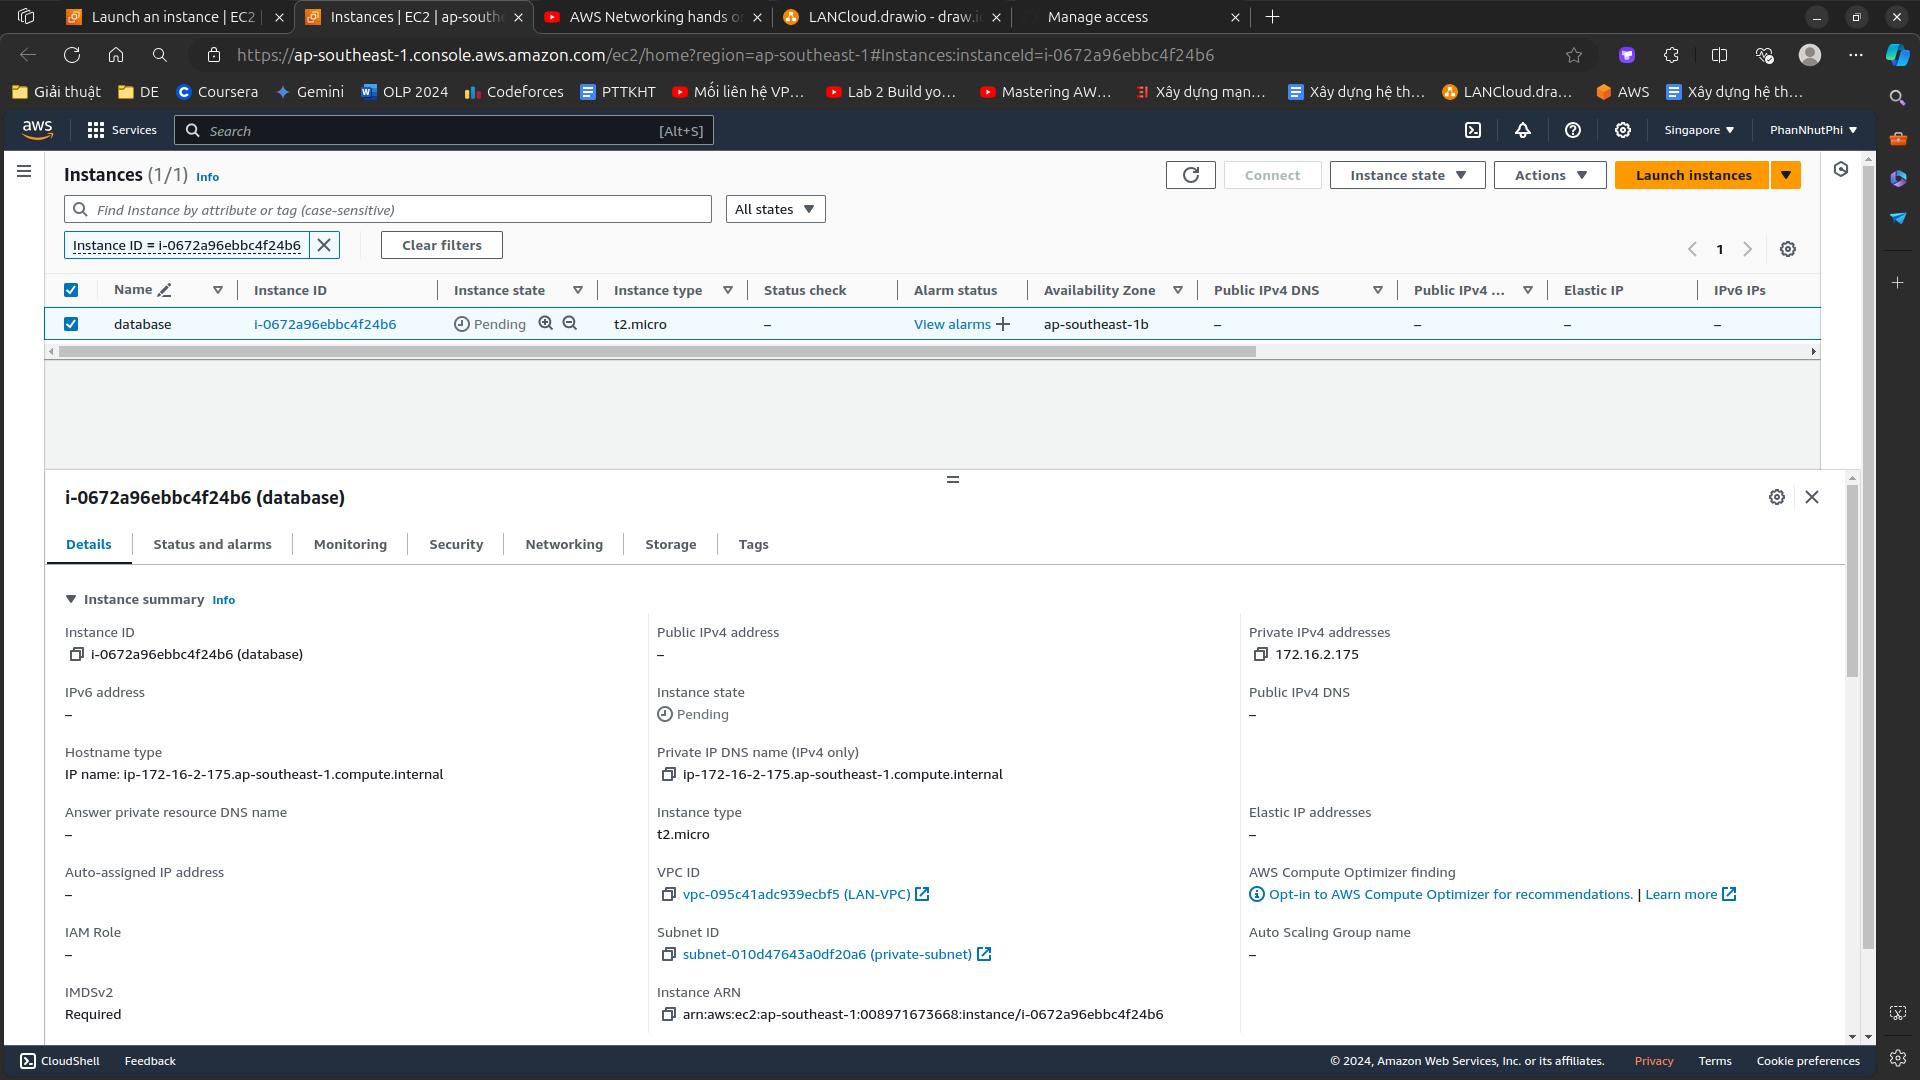 Launch an instance | EC2
Instances | EC2 | ap-southe
AWS Networking hands o
LANCloud.drawio - draw.i
Manage access
https://ap-southeast-1.console.aws.amazon.com/ec2/home?region=ap-southeast-1#Instances:instanceId=i-0672a96ebbc4f24b6
Giải thuật
DE
Coursera
Gemini
OLP 2024
Codeforces
PTTKHT
Mối liên hệ VP...
Lab 2 Build yo...
Mastering AW...
Xây dựng mạn...
Xây dựng hệ th...
LANCloud.dra...
AWS
Xây dựng hệ th...
aws
Services
Search
[Alt+S]
Singapore
PhanNhutPhi
Instances (1/1) Info
Connect
Instance state
Actions
Launch instances
Find Instance by attribute or tag (case-sensitive)
All states
Instance ID = i-0672a96ebbc4f24b6
Clear filters
1
Name
Instance ID
Instance state
Instance type
Status check
Alarm status
Availability Zone
Public IPv4 DNS
Public IPv4 ...
Elastic IP
IPv6 IPs
database
i-0672a96ebbc4f24b6
Pending
t2.micro
–
View alarms
ap-southeast-1b
–
–
–
–
i-0672a96ebbc4f24b6 (database)
Details
Status and alarms
Monitoring
Security
Networking
Storage
Tags
Instance summary Info
Instance ID
i-0672a96ebbc4f24b6 (database)
Public IPv4 address
–
Private IPv4 addresses
172.16.2.175
IPv6 address
–
Instance state
Pending
Public IPv4 DNS
–
Hostname type
IP name: ip-172-16-2-175.ap-southeast-1.compute.internal
Private IP DNS name (IPv4 only)
ip-172-16-2-175.ap-southeast-1.compute.internal
Answer private resource DNS name
–
Instance type
t2.micro
Elastic IP addresses
–
Auto-assigned IP address
–
VPC ID
vpc-095c41adc939ecbf5 (LAN-VPC)
AWS Compute Optimizer finding
Opt-in to AWS Compute Optimizer for recommendations. | Learn more
IAM Role
–
Subnet ID
subnet-010d47643a0df20a6 (private-subnet)
Auto Scaling Group name
–
IMDSv2
Required
Instance ARN
arn:aws:ec2:ap-southeast-1:008971673668:instance/i-0672a96ebbc4f24b6
CloudShell
Feedback
© 2024, Amazon Web Services, Inc. or its affiliates.
Privacy
Terms
Cookie preferences